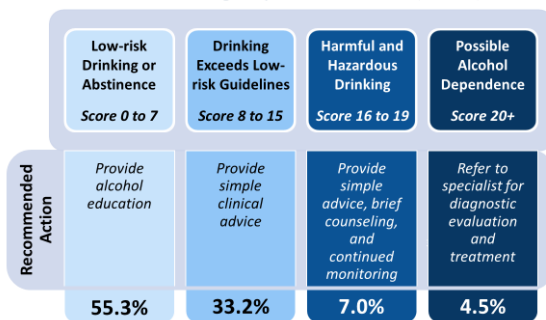 Low-risk
Drinking or
Abstinence
Score 0 to 7
Drinking
Exceeds Low-
risk Guidelines
Score 8 to 15
Harmful and
Hazardous
Drinking
Score 16 to 19
Possible
Alcohol
Dependence
Score 20+
Recommended
Action
Provide
alcohol
education
Provide
simple
clinical
advice
Provide
simple
advice, brief
counseling,
and
continued
monitoring
Refer to
specialist for
diagnostic
evaluation
and
treatment
55.3%
33.2%
7.0%
4.5%